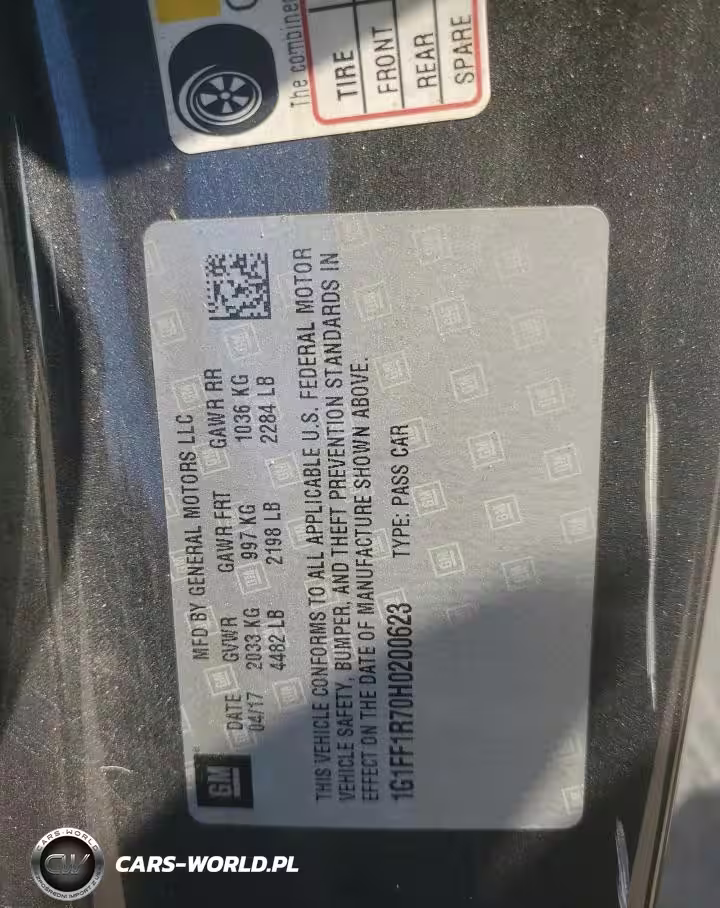 The combined
TIRE
FRONT
REAR
SPARE
MFD BY GENERAL MOTORS LLC
DATE GVWR GAWR FRT GAWR RR
04/17 2033 KG 997 KG 1036 KG
4482 LB 2198 LB 2284 LB
THIS VEHICLE CONFORMS TO ALL APPLICABLE U.S. FEDERAL MOTOR
VEHICLE SAFETY, BUMPER, AND THEFT PREVENTION STANDARDS IN
EFFECT ON THE DATE OF MANUFACTURE SHOWN ABOVE.
1G1FF1R70H0200623 TYPE: PASS CAR
GM
CARS-WORLD
CW
CARS-WORLD.PL